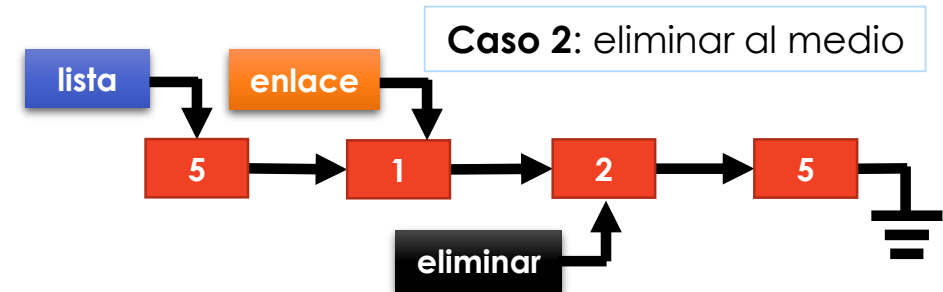 Caso 2: eliminar al medio
lista
enlace
5
1
2
5
eliminar